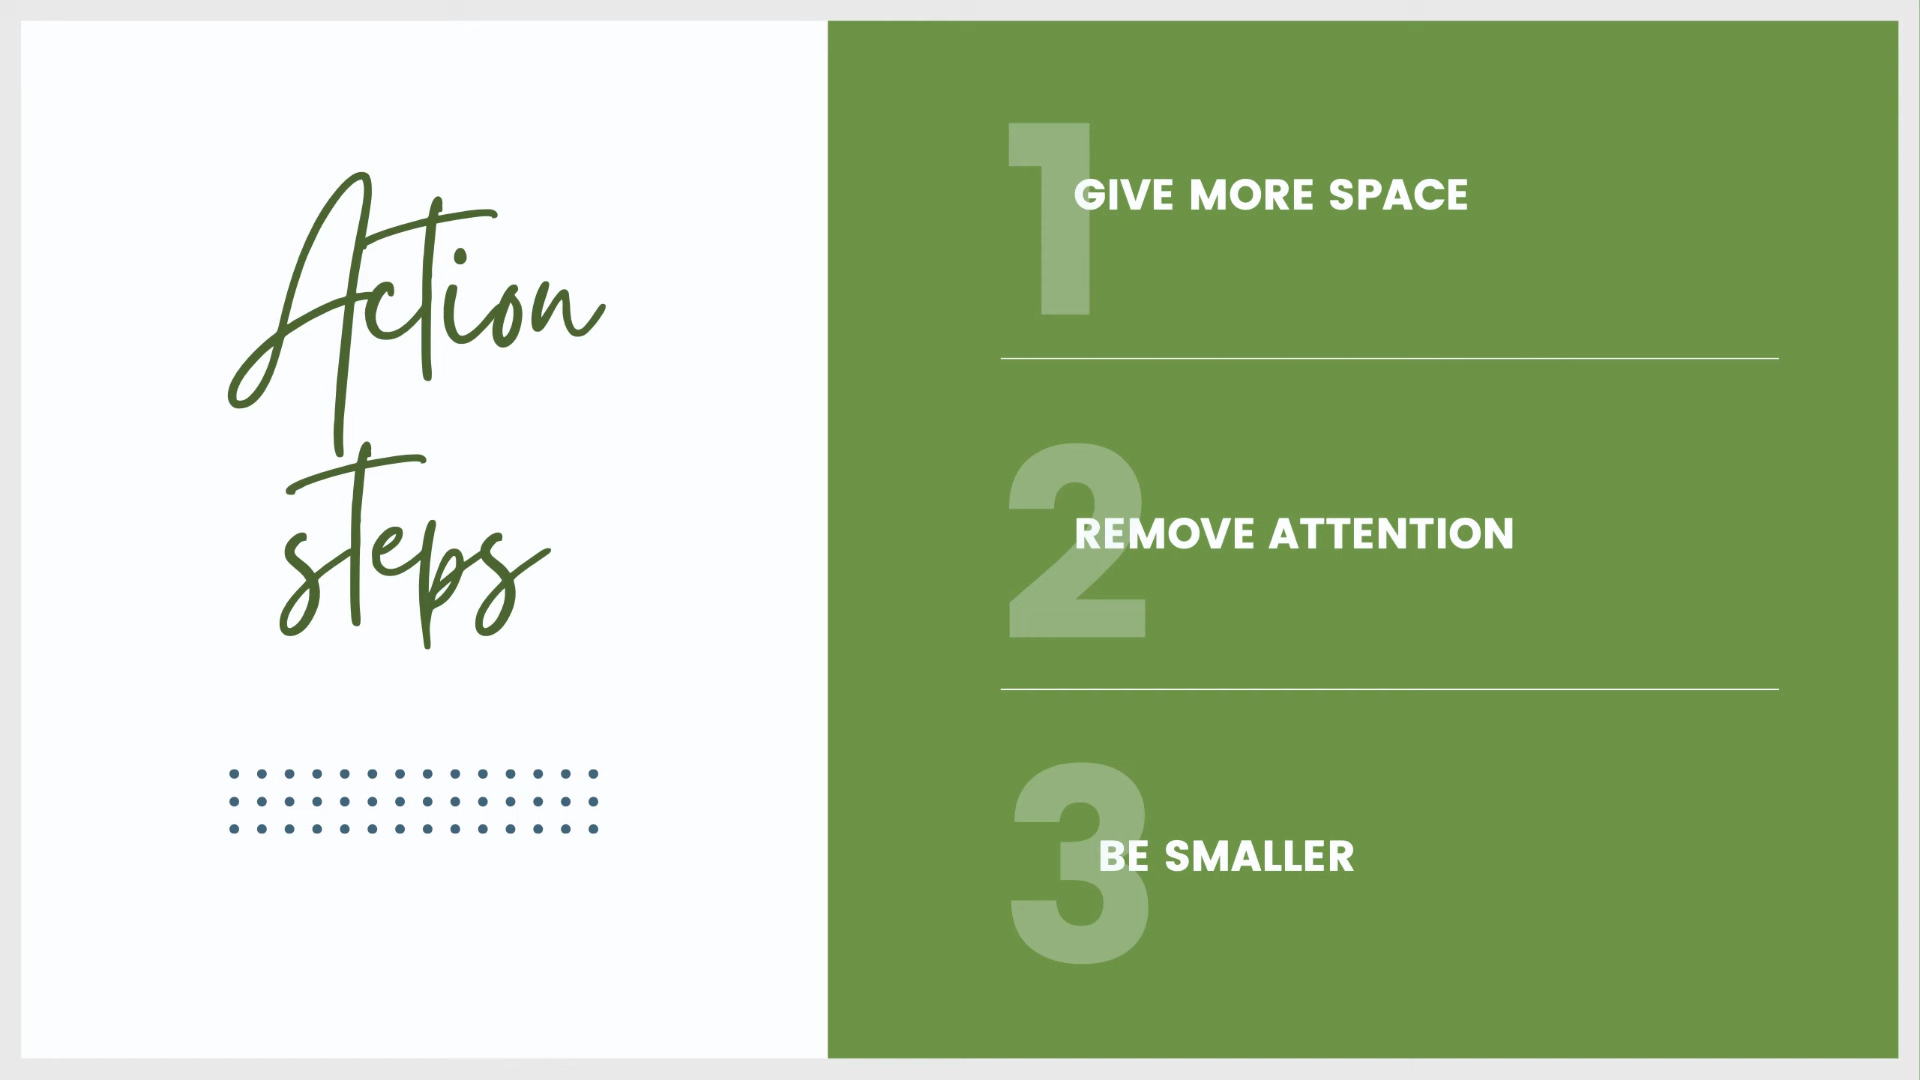 Action
steps
1
GIVE MORE SPACE
2
REMOVE ATTENTION
3
BE SMALLER